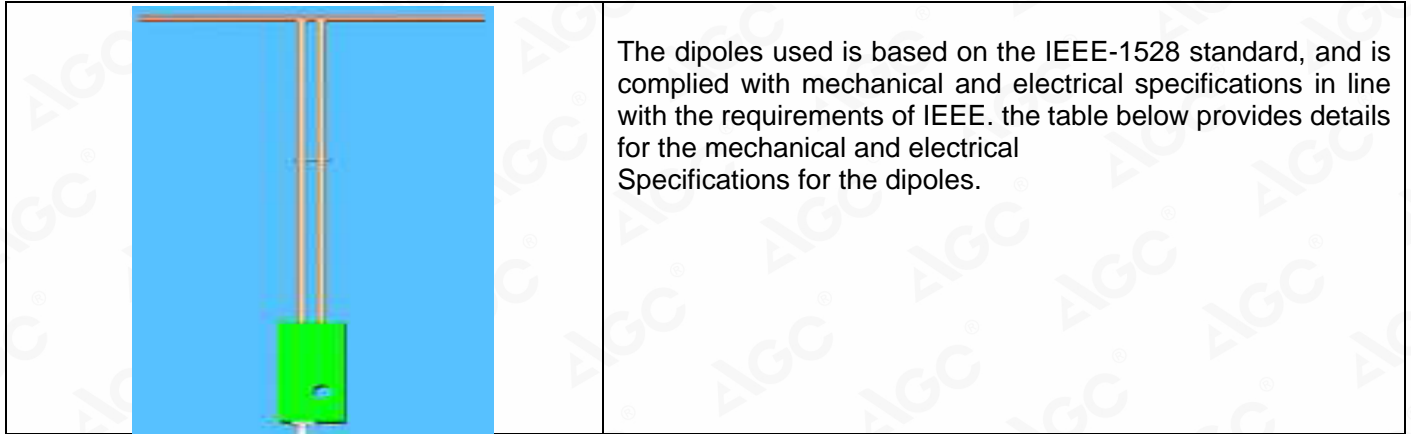 The dipoles used is based on the IEEE-1528 standard, and is
complied with mechanical and electrical specifications in line
with the requirements of IEEE. the table below provides details
for the mechanical and electrical
Specifications for the dipoles.